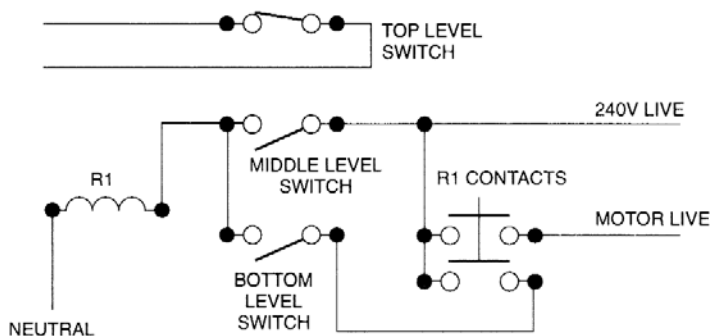 TOP LEVEL
SWITCH
240V LIVE
MIDDLE LEVEL
SWITCH
R1
R1 CONTACTS
MOTOR LIVE
BOTTOM
LEVEL
SWITCH
NEUTRAL